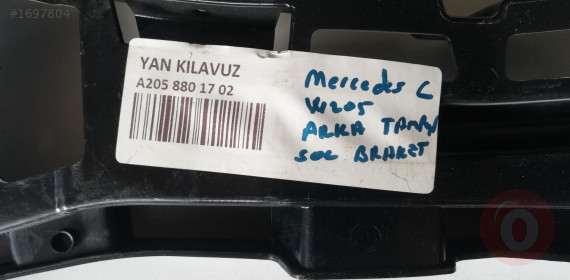 #1697804
YAN KILAVUZ
A205 880 17 02
Mercedes C
W205
ARKA TAMPON
SOL BRAKET